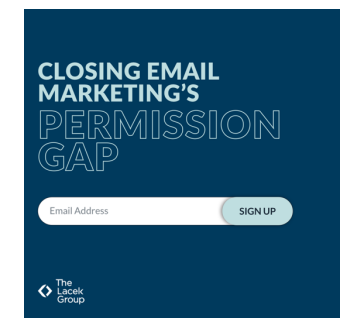 CLOSING EMAIL
MARKETING'S
PERMISSION
GAP
Email Address
SIGN UP
The
Lacek
Group